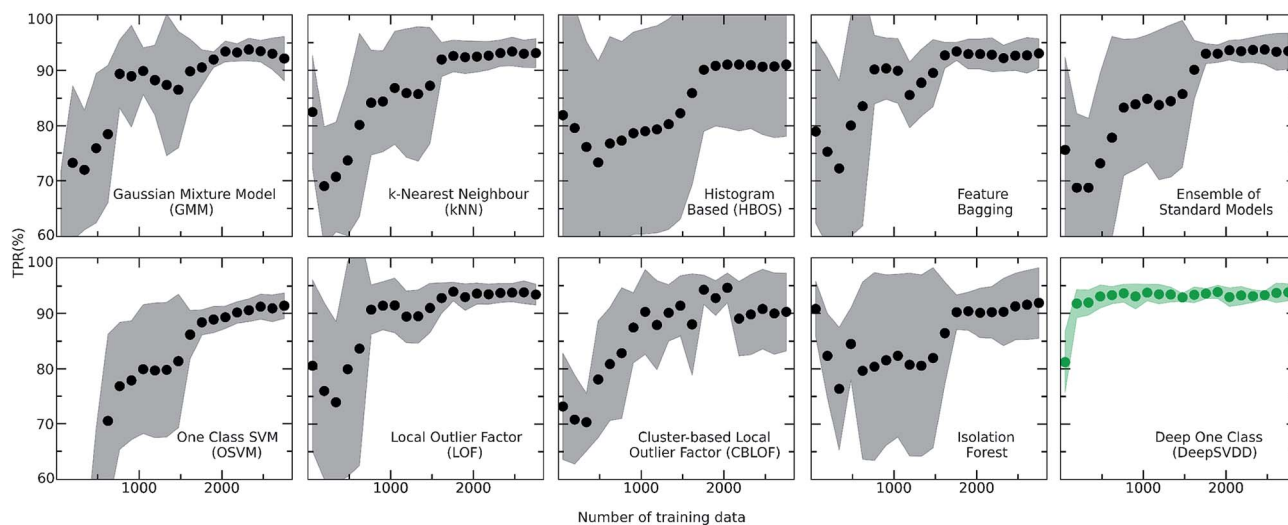 100
90
80
70
60
Gaussian Mixture Model
(GMM)
k-Nearest Neighbour
(kNN)
Histogram
Based (HBOS)
Feature
Bagging
Ensemble of
Standard Models
TPR(%)
100
90
80
70
60
One Class SVM
(OSVM)
Local Outlier Factor
(LOF)
Cluster-based Local
Outlier Factor (CBLOF)
Isolation
Forest
Deep One Class
(DeepSVDD)
1000 2000 1000 2000 1000 2000 1000 2000 1000 2000
Number of training data